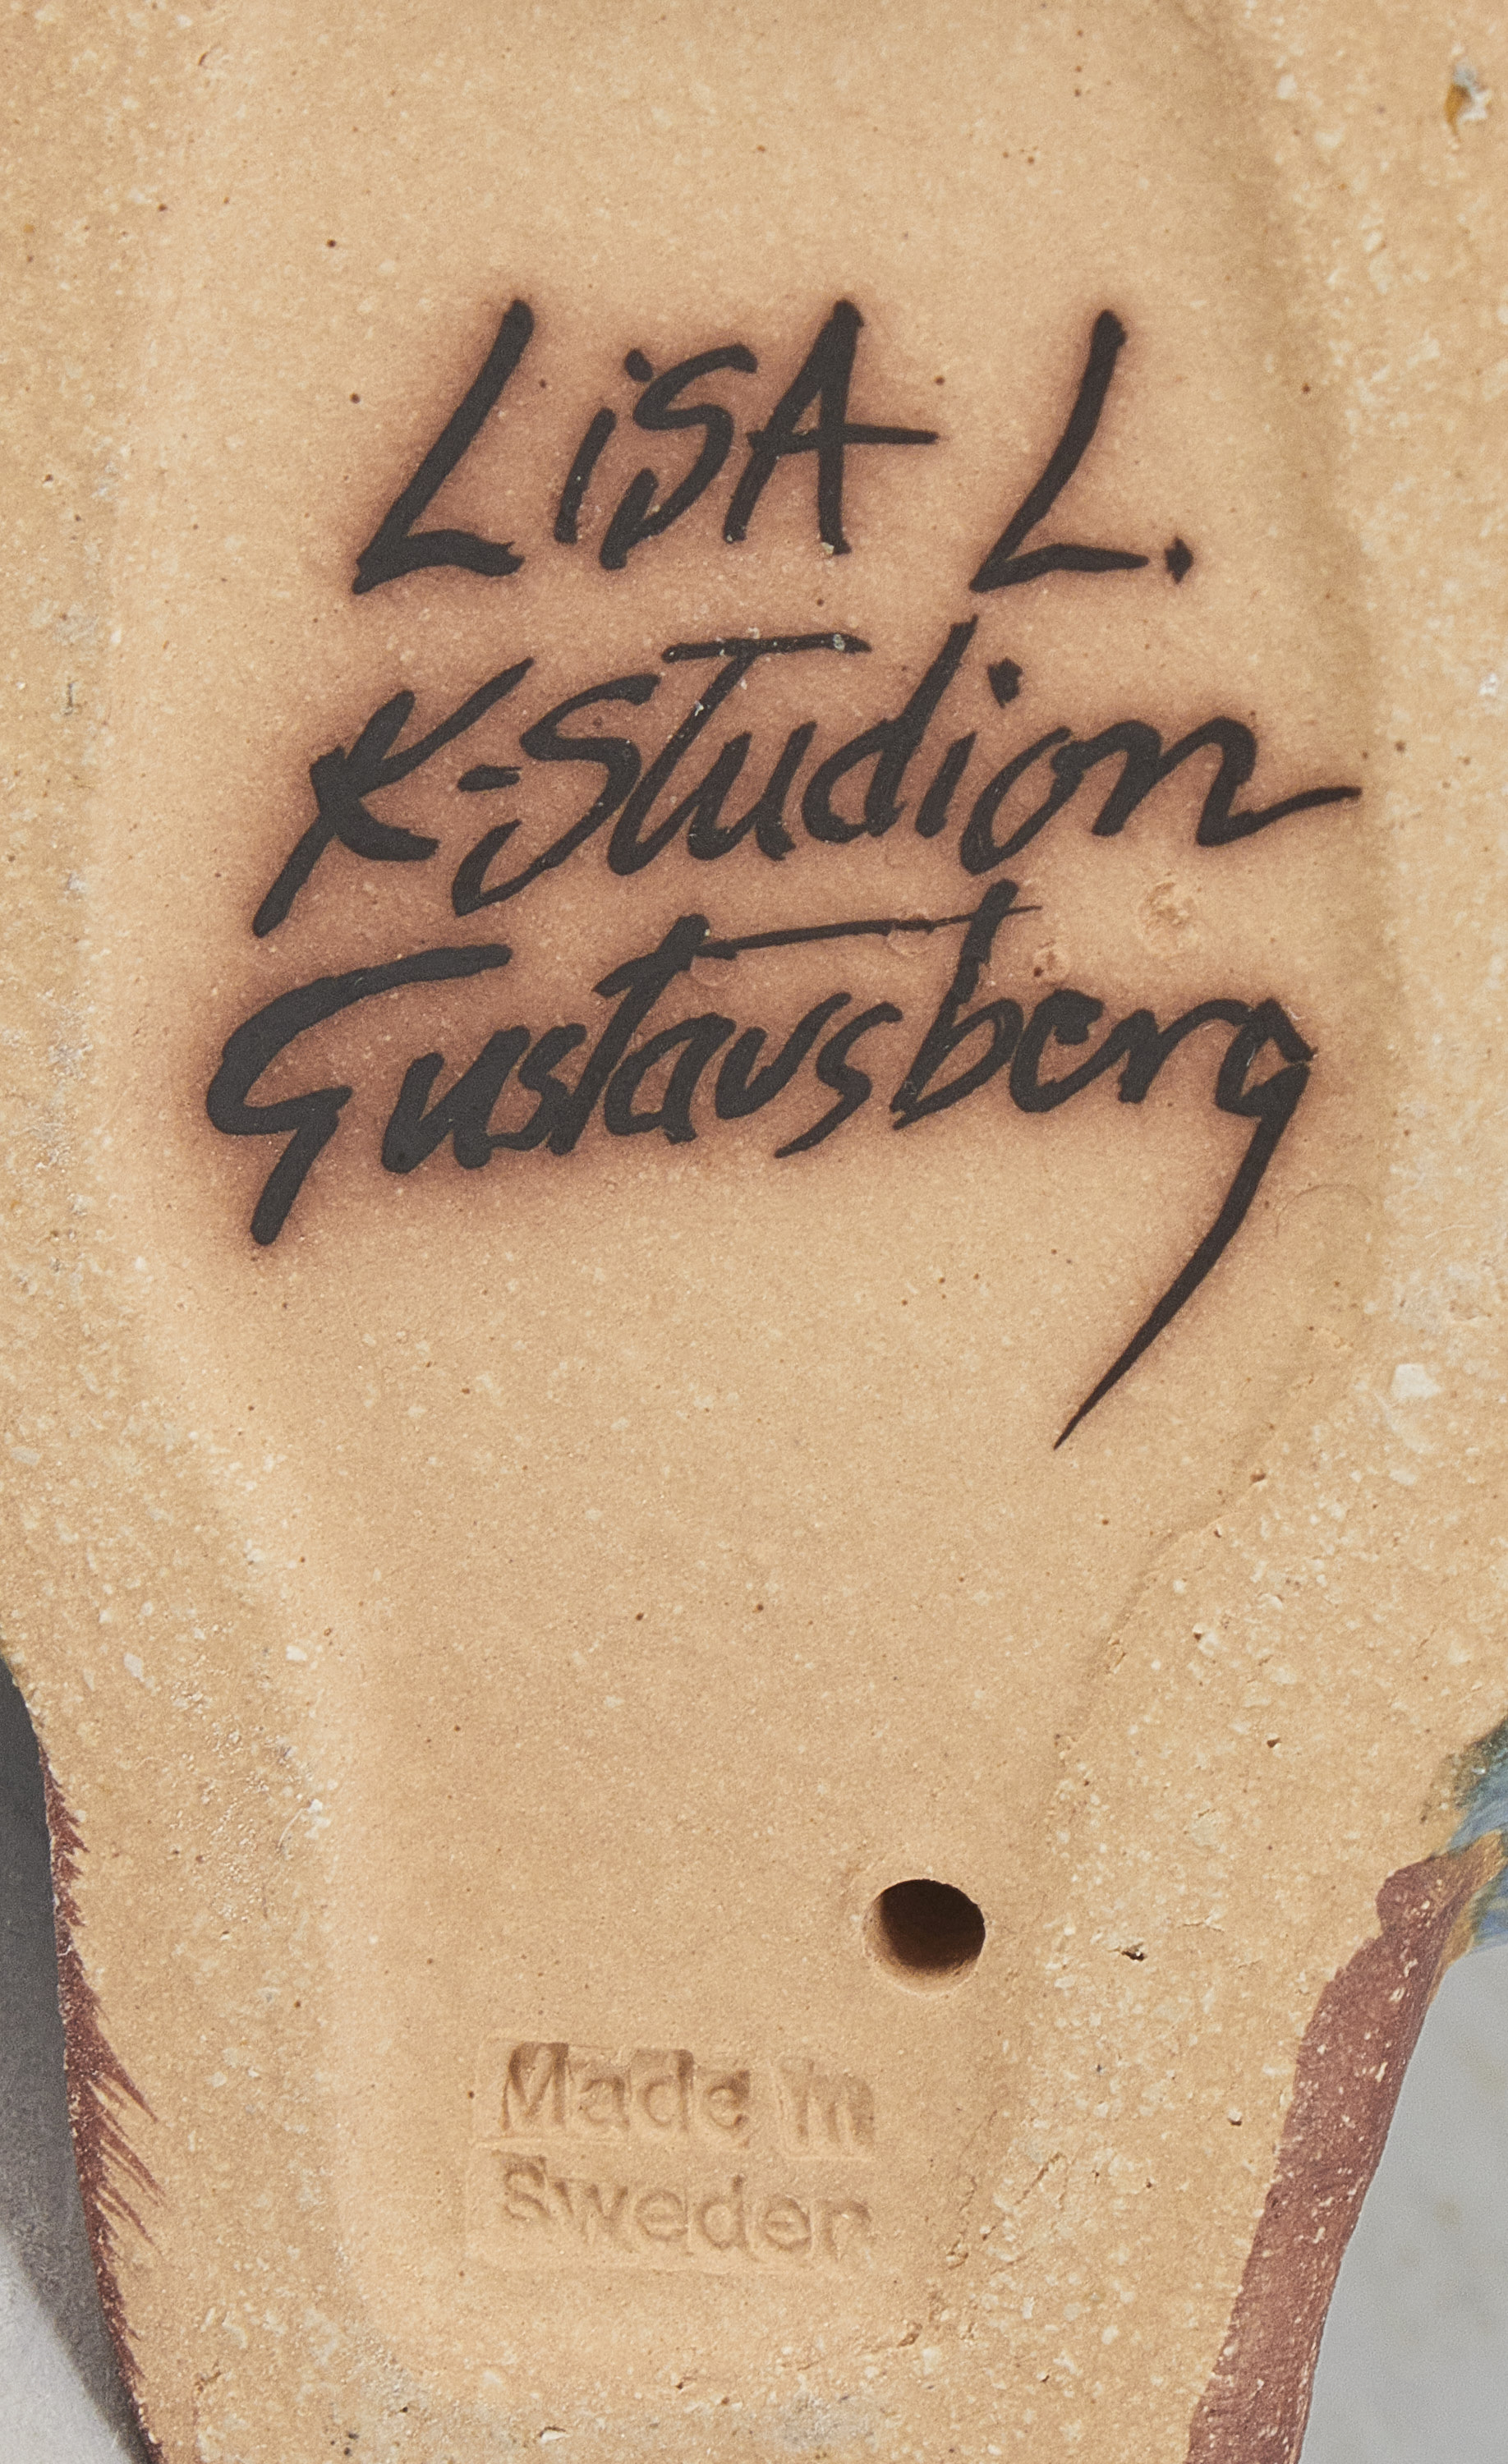 LiSA L.
K-Studion
Gustavsberg
Made in
Sweden